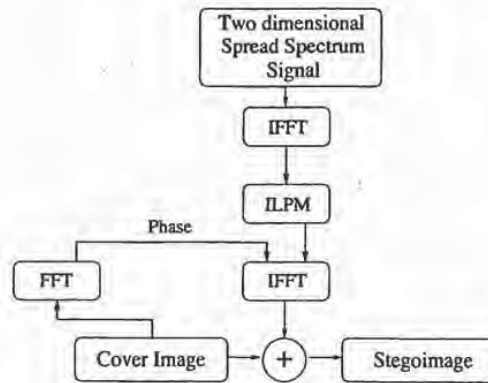 Two dimensional
Spread Spectrum
Signal
IFFT
ILPM
Phase
FFT
IFFT
Cover Image
+
Stegoimage